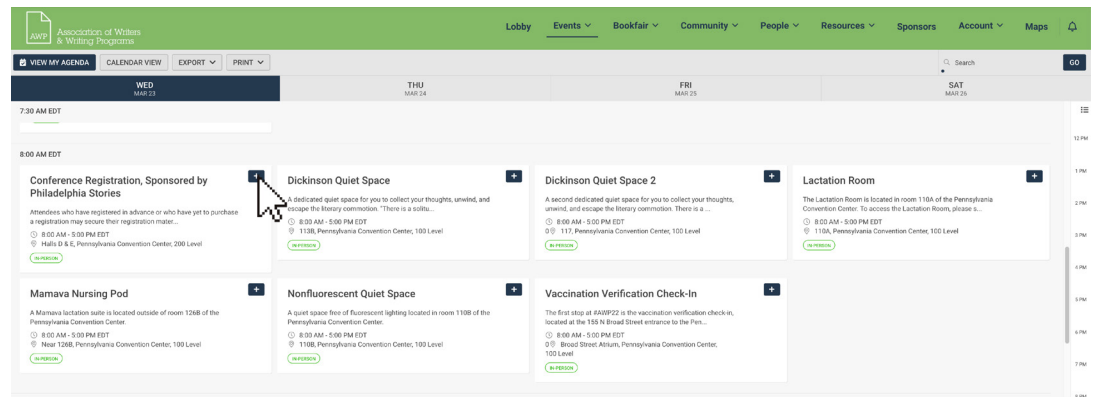 AWP
Association of Writers
& Writing Programs
Lobby Events Bookfair Community People Resources Sponsors Account Maps
VIEW MY AGENDA CALENDAR VIEW EXPORT PRINT Search GO
WED THU FRI SAT
MAR 23 MAR 24 MAR 25 MAR 26
7:30 AM EDT
12 PM
8:00 AM EDT
Conference Registration, Sponsored by
Philadelphia Stories
Attendees who have registered in advance or who have yet to purchase
a registration may secure their registration mater...
8:00 AM - 5:00 PM EDT
Halls D & E, Pennsylvania Convention Center, 200 Level
IN-PERSON
Dickinson Quiet Space
A dedicated quiet space for you to collect your thoughts, unwind, and
escape the literary commotion. "There is a solitu...
8:00 AM - 5:00 PM EDT
113B, Pennsylvania Convention Center, 100 Level
IN-PERSON
Dickinson Quiet Space 2
A second dedicated quiet space for you to collect your thoughts,
unwind, and escape the literary commotion. There is a ...
8:00 AM - 5:00 PM EDT
0 117, Pennsylvania Convention Center, 100 Level
IN-PERSON
Lactation Room
The Lactation Room is located in room 110A of the Pennsylvania
Convention Center. To access the Lactation Room, please s...
8:00 AM - 5:00 PM EDT
110A, Pennsylvania Convention Center, 100 Level
IN-PERSON
1 PM
2 PM
3 PM
4 PM
Mamava Nursing Pod
A Mamava lactation suite is located outside of room 126B of the
Pennsylvania Convention Center.
8:00 AM - 5:00 PM EDT
Near 126B, Pennsylvania Convention Center, 100 Level
IN-PERSON
Nonfluorescent Quiet Space
A quiet space free of fluorescent lighting located in room 110B of the
Pennsylvania Convention Center.
8:00 AM - 5:00 PM EDT
110B, Pennsylvania Convention Center, 100 Level
IN-PERSON
Vaccination Verification Check-In
The first stop at #AWP22 is the vaccination verification check-in,
located at the 155 N Broad Street entrance to the Pen...
8:00 AM - 5:00 PM EDT
0 Broad Street Atrium, Pennsylvania Convention Center,
100 Level
IN-PERSON
5 PM
6 PM
7 PM